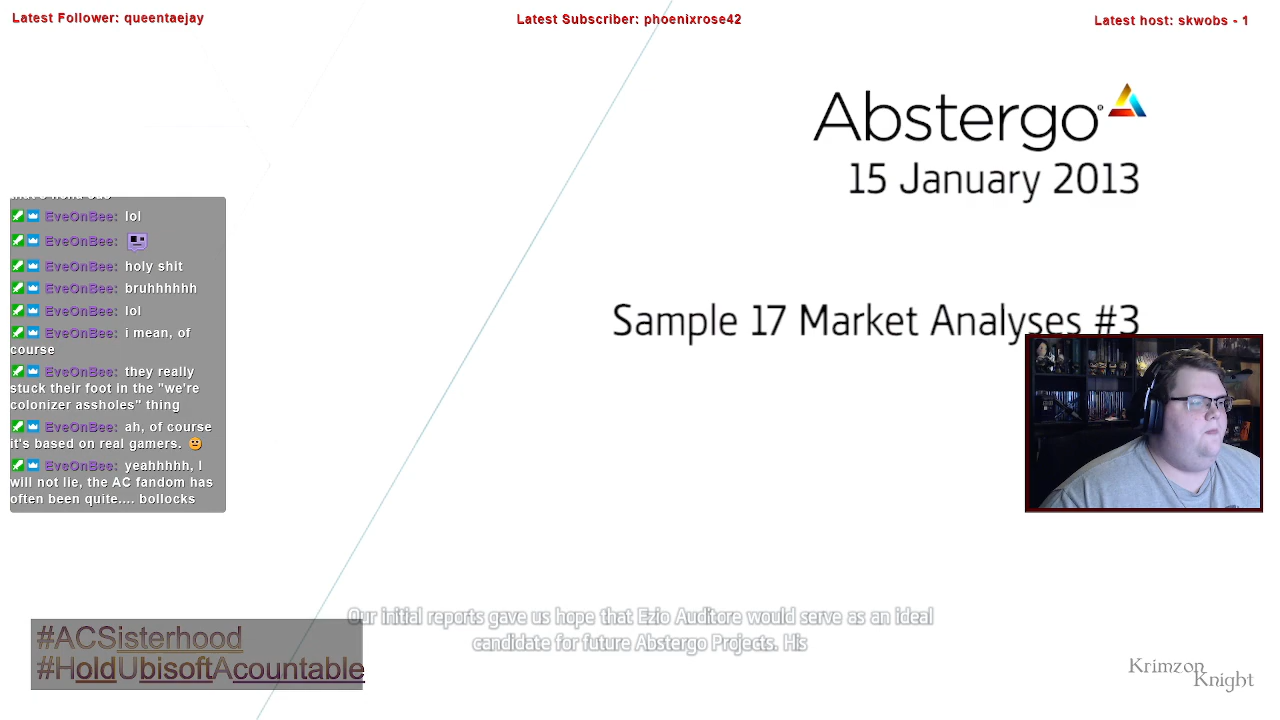 Latest Follower: queentaejay
Latest Subscriber: phoenixrose42
Latest host: skwobs - 1
Abstergo®
15 January 2013
Sample 17 Market Analyses #3
EveOnBee: lol
EveOnBee:
EveOnBee: holy shit
EveOnBee: bruhhhhhh
EveOnBee: lol
EveOnBee: i mean, of
course
EveOnBee: they really
stuck their foot in the "we're
colonizer assholes" thing
EveOnBee: ah, of course
it's based on real gamers. 😐
EveOnBee: yeahhhhh, I
will not lie, the AC fandom has
often been quite.... bollocks
Our initial reports gave us hope that Ezio Auditore would serve as an ideal
candidate for future Abstergo Projects. His
#ACSisterhood
#HoldUbisoftAcountable
Krimzon
Knight